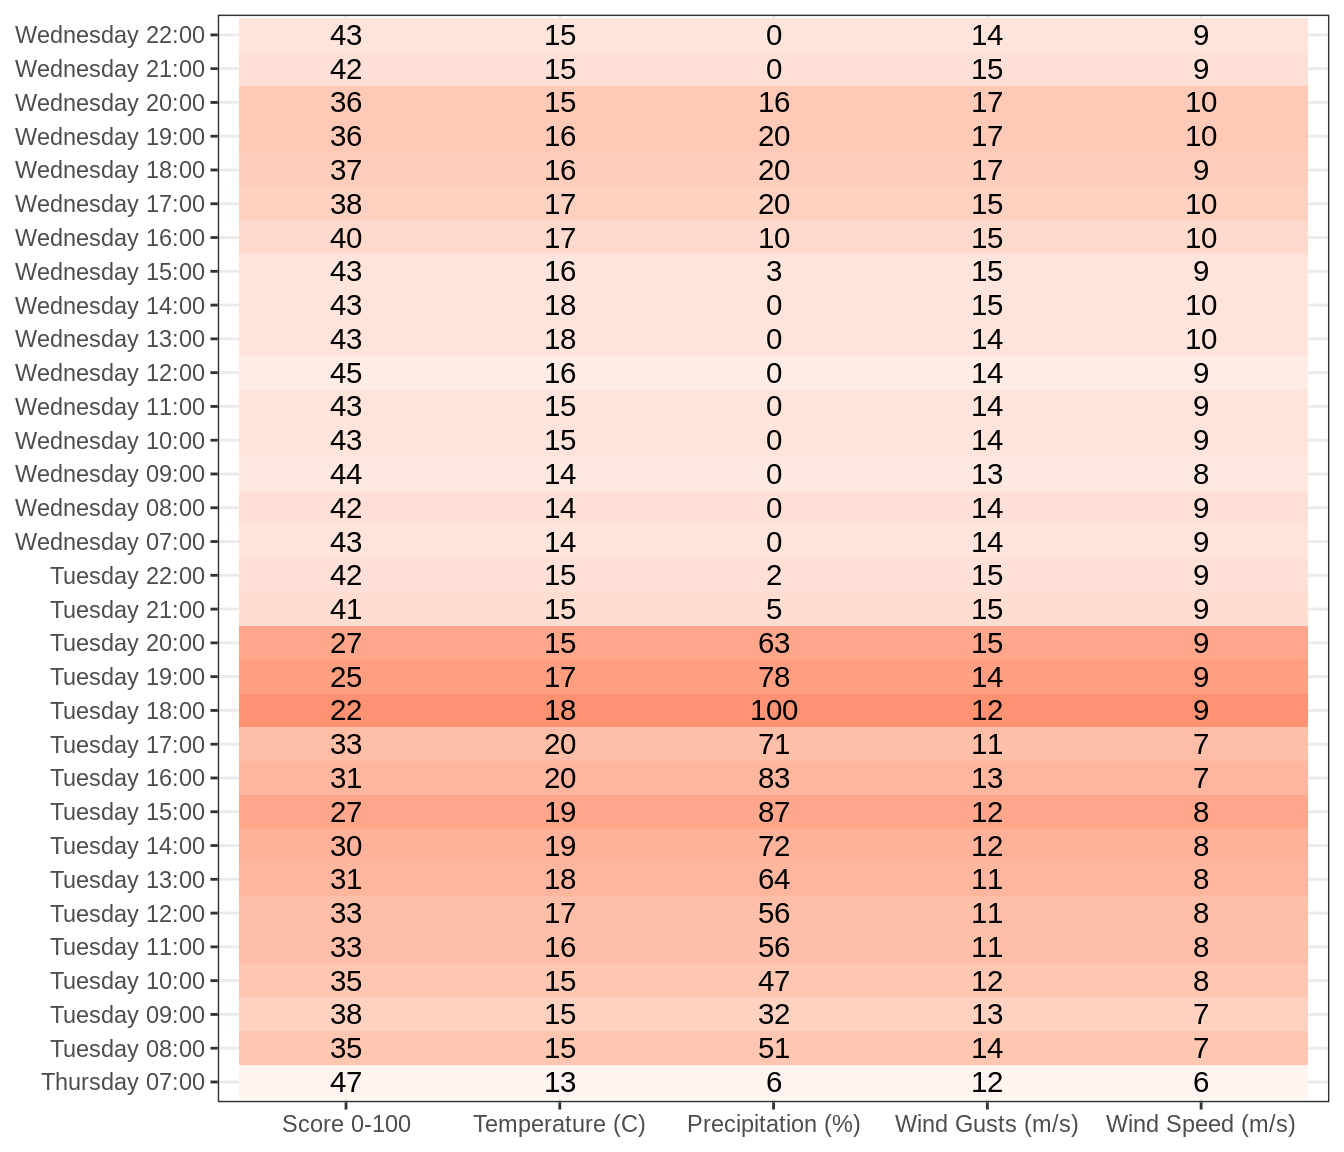 Wednesday 22:00 43 15 0 14 9
Wednesday 21:00 42 15 0 15 9
Wednesday 20:00 36 15 16 17 10
Wednesday 19:00 36 16 20 17 10
Wednesday 18:00 37 16 20 17 9
Wednesday 17:00 38 17 20 15 10
Wednesday 16:00 40 17 10 15 10
Wednesday 15:00 43 16 3 15 9
Wednesday 14:00 43 18 0 15 10
Wednesday 13:00 43 18 0 14 10
Wednesday 12:00 45 16 0 14 9
Wednesday 11:00 43 15 0 14 9
Wednesday 10:00 43 15 0 14 9
Wednesday 09:00 44 14 0 13 8
Wednesday 08:00 42 14 0 14 9
Wednesday 07:00 43 14 0 14 9
Tuesday 22:00 42 15 2 15 9
Tuesday 21:00 41 15 5 15 9
Tuesday 20:00 27 15 63 15 9
Tuesday 19:00 25 17 78 14 9
Tuesday 18:00 22 18 100 12 9
Tuesday 17:00 33 20 71 11 7
Tuesday 16:00 31 20 83 13 7
Tuesday 15:00 27 19 87 12 8
Tuesday 14:00 30 19 72 12 8
Tuesday 13:00 31 18 64 11 8
Tuesday 12:00 33 17 56 11 8
Tuesday 11:00 33 16 56 11 8
Tuesday 10:00 35 15 47 12 8
Tuesday 09:00 38 15 32 13 7
Tuesday 08:00 35 15 51 14 7
Thursday 07:00 47 13 6 12 6
Score 0-100 Temperature (C) Precipitation (%) Wind Gusts (m/s) Wind Speed (m/s)